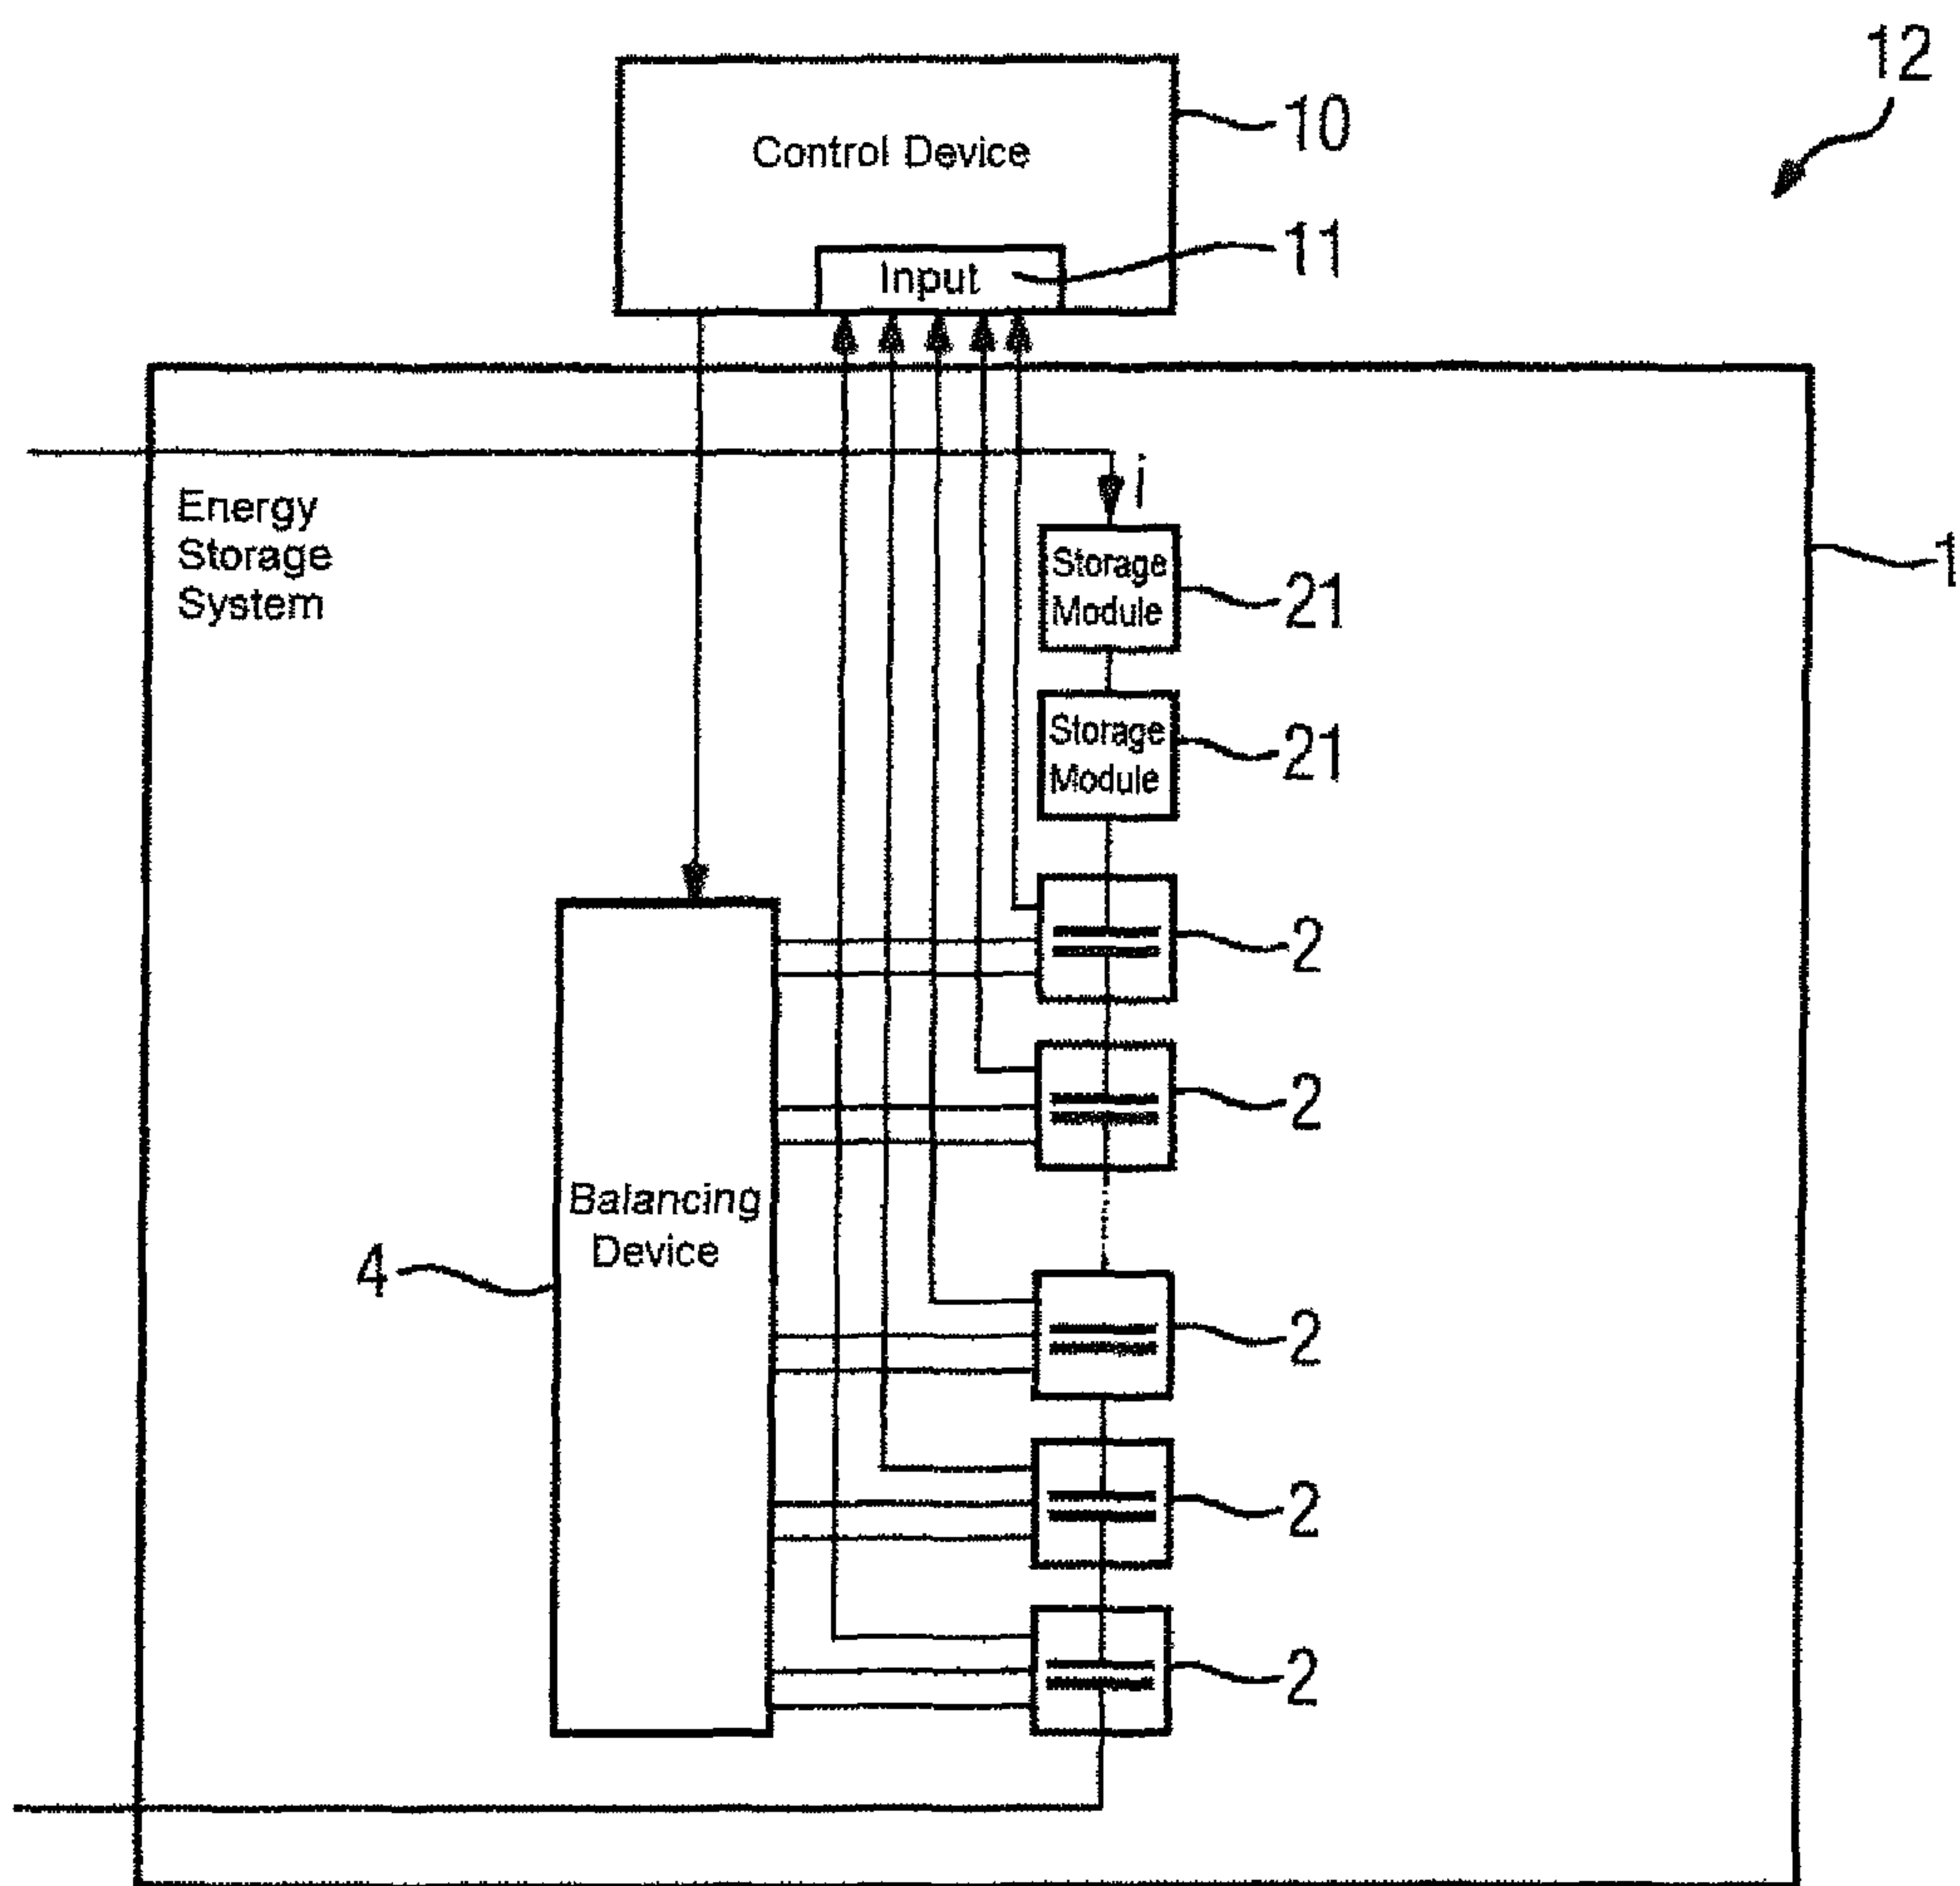 12
10
Control Device
11
Input
i
Energy
Storage
System
1
Storage
Module
21
Storage
Module
21
2
2
Balancing
Device
4
2
2
2